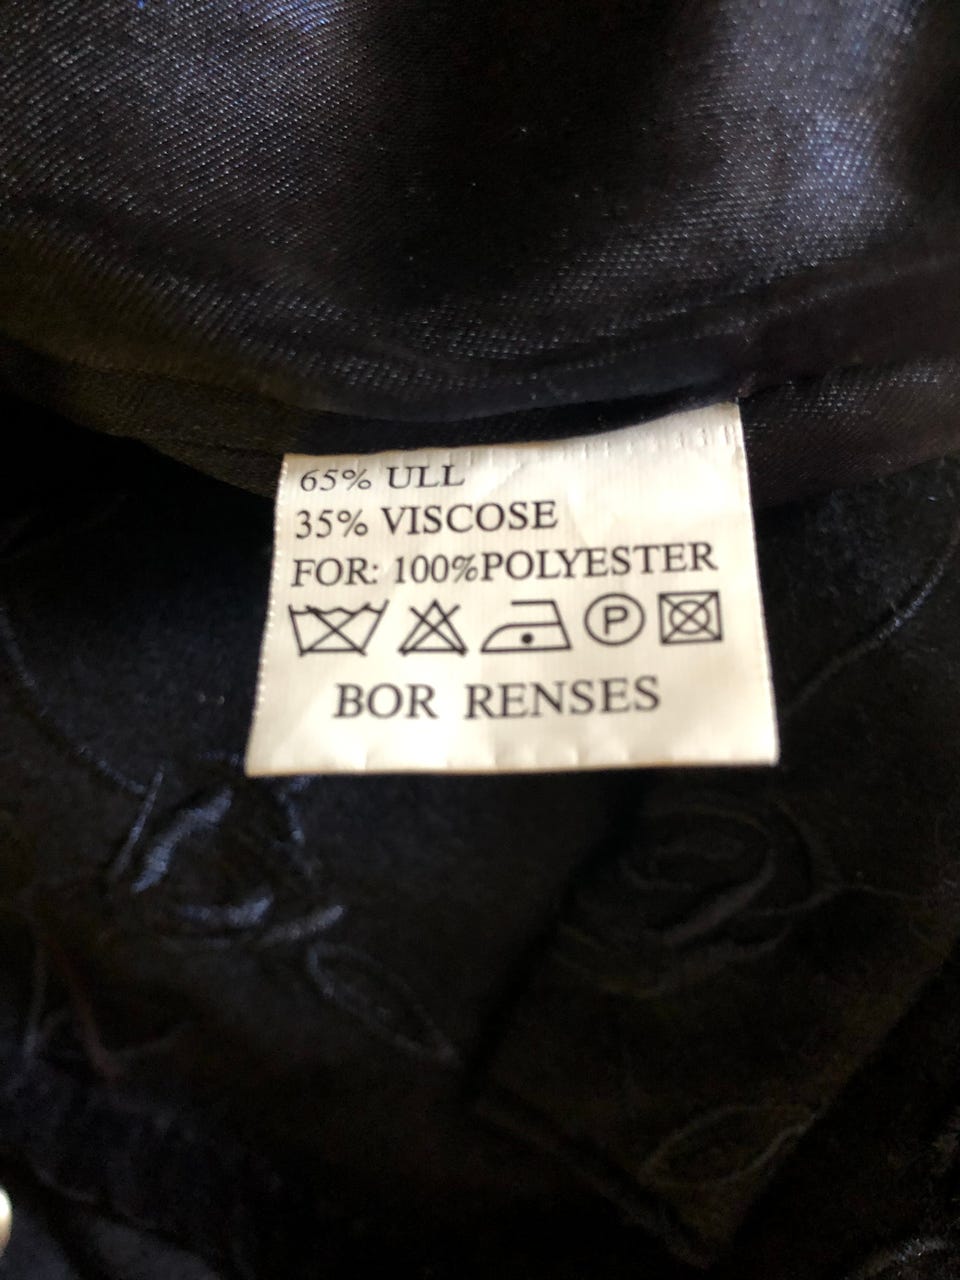 65% ULL
35% VISCOSE
FOR: 100%POLYESTER
P
BOR RENSES